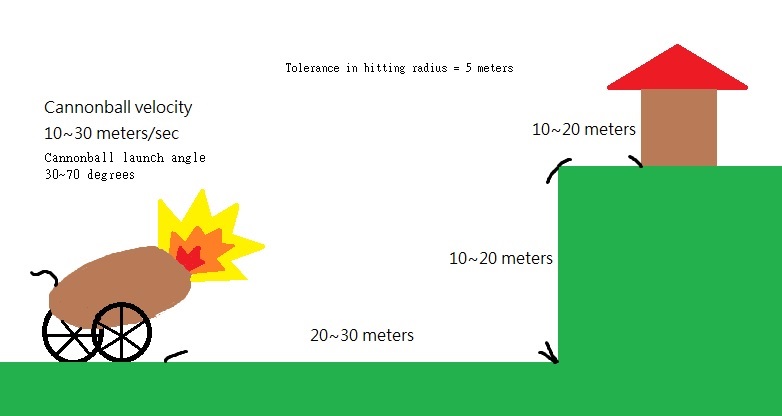 Tolerance in hitting radius = 5 meters
Cannonball velocity
10~30 meters/sec
Cannonball launch angle
30~70 degrees
10~20 meters
10~20 meters
20~30 meters